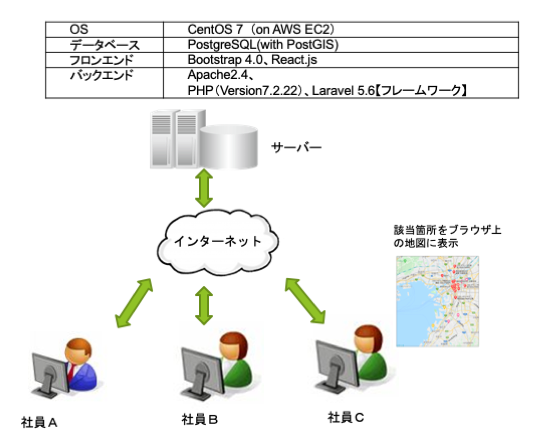 OS CentOS 7（on AWS EC2）
データベース PostgreSQL(with PostGIS)
フロンエンド Bootstrap 4.0、React.js
バックエンド Apache2.4、
PHP（Version7.2.22）、Laravel 5.6【フレームワーク】
サーバー
インターネット
該当箇所をブラウザ上
の地図に表示
社員Ａ
社員Ｂ
社員Ｃ